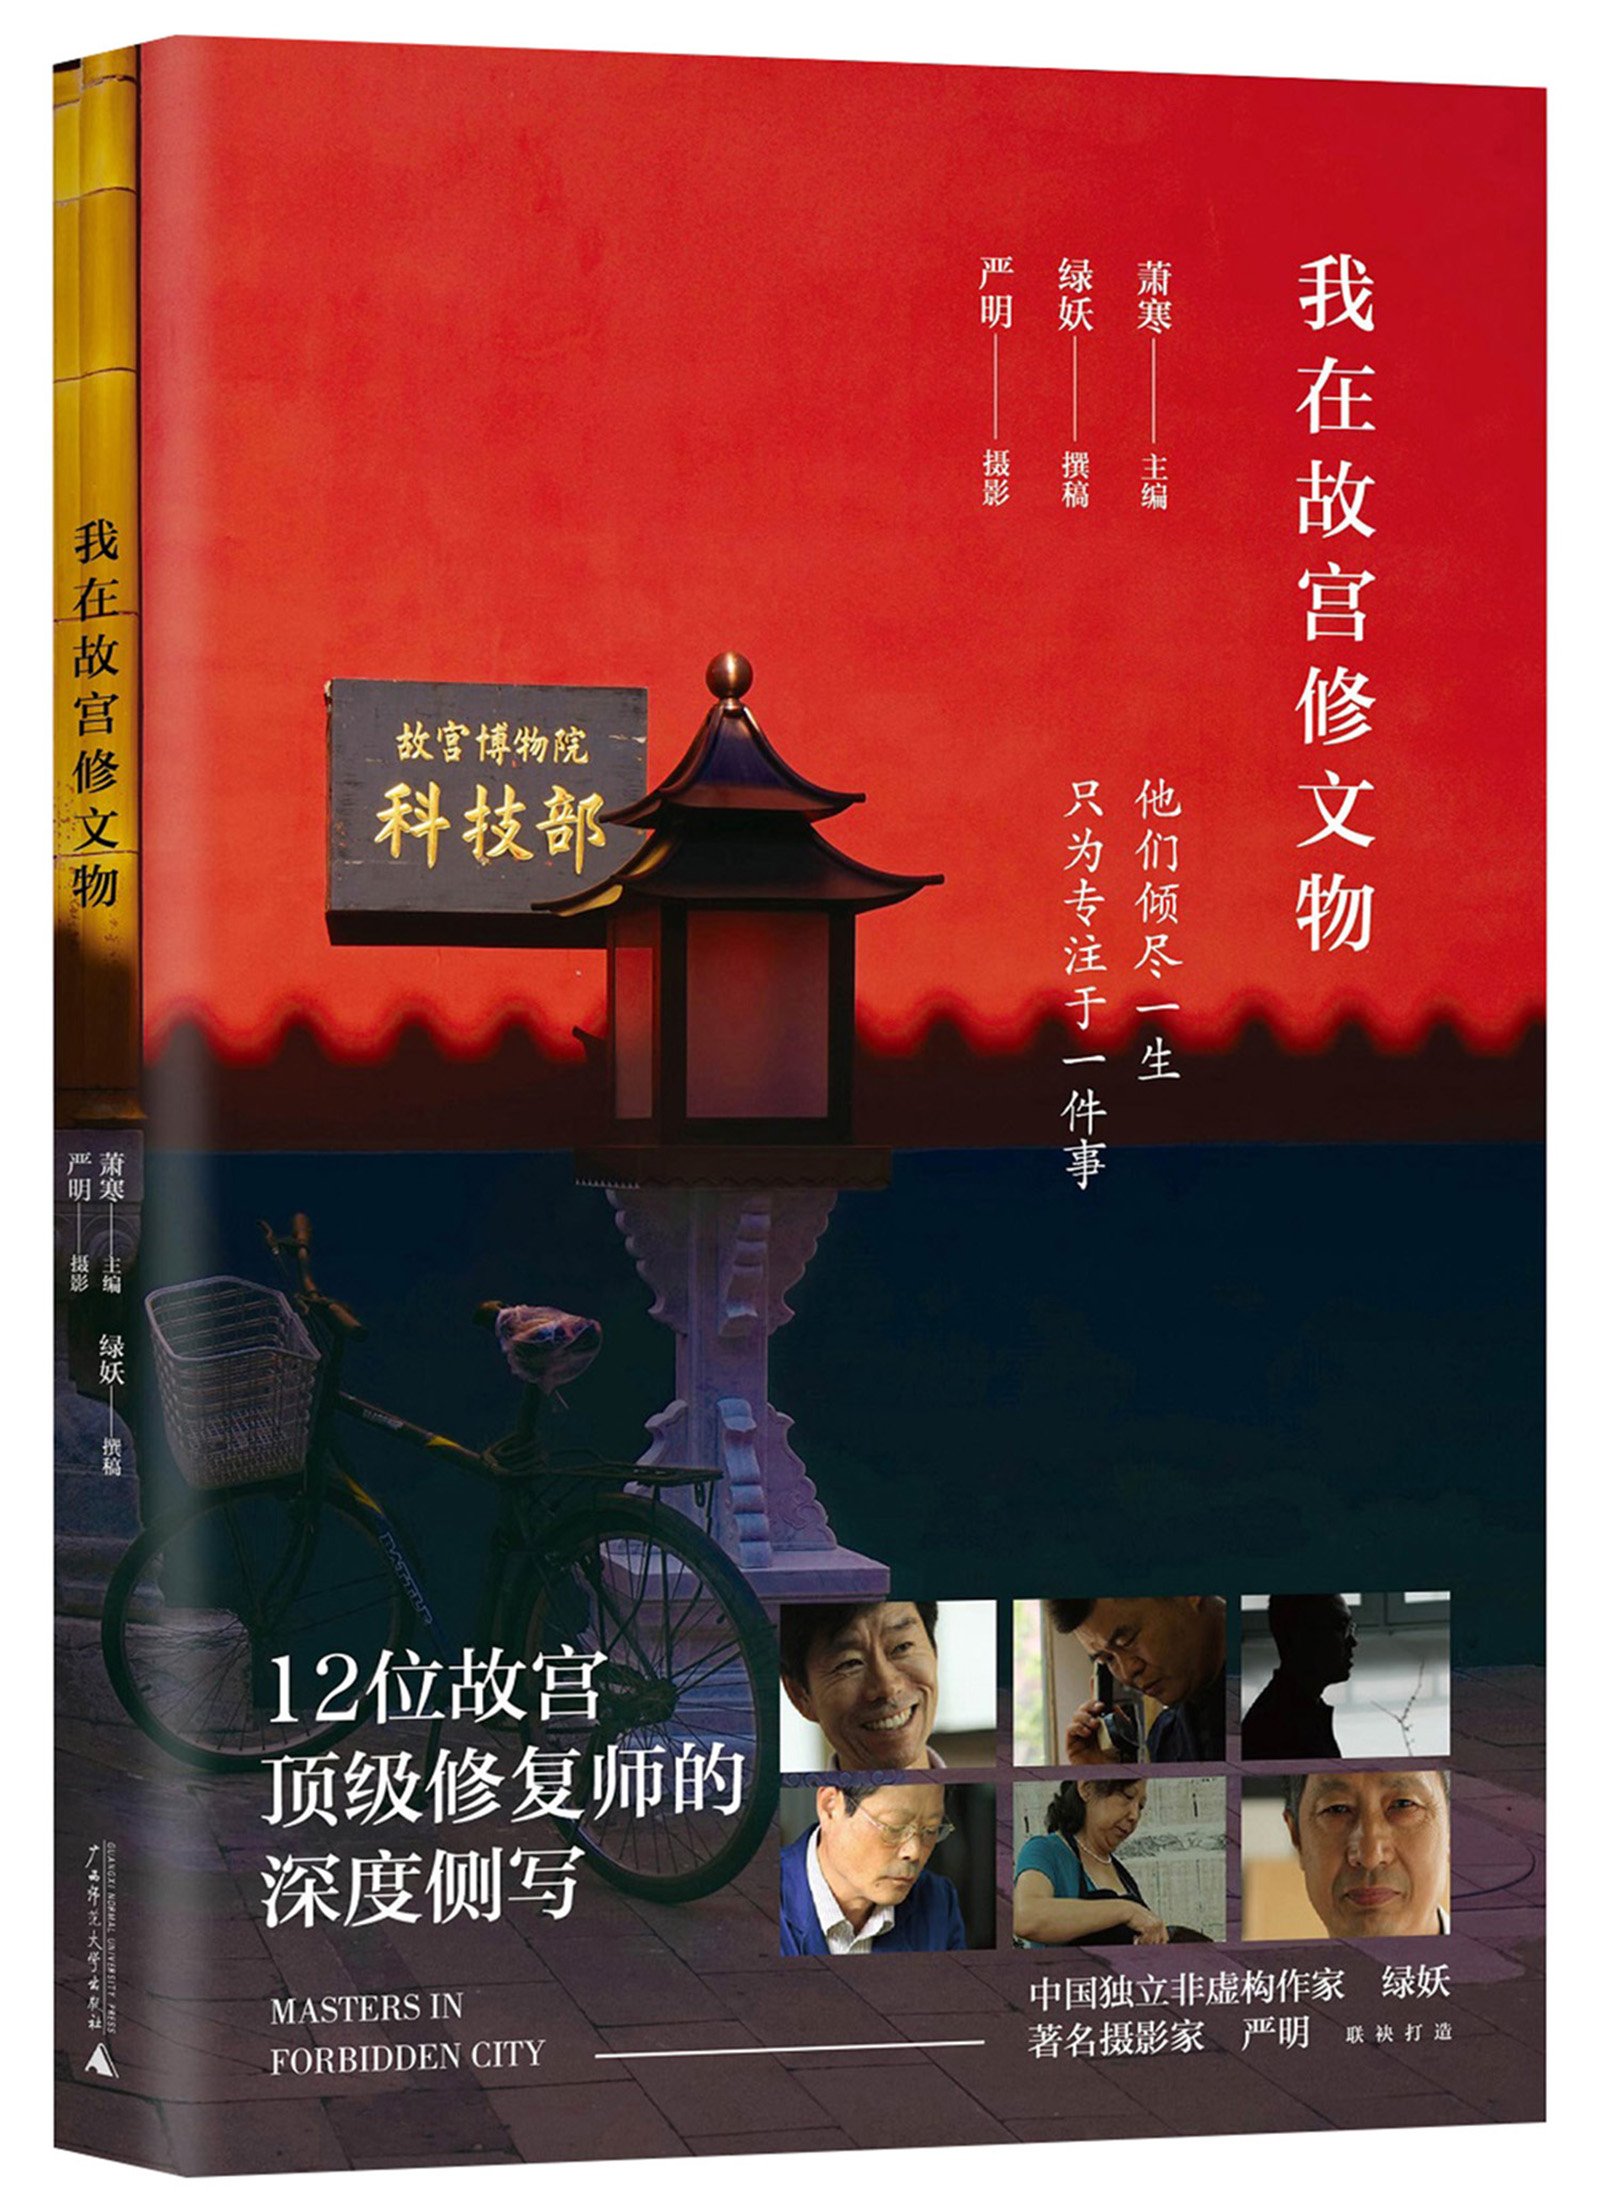 我在故宫修文物
萧寒——主编
绿妖——撰稿
严明——摄影
他们倾尽一生
只为专注于一件事
故宫博物院
科技部
BATTLE
12位故宫
顶级修复师的
深度侧写
MASTERS IN
FORBIDDEN CITY
中国独立非虚构作家 绿妖
著名摄影家 严明 联袂打造
我在故宫修文物
萧寒——主编 绿妖——撰稿
严明——摄影
GUANGXI NORMAL UNIVERSITY PRESS
广西师范大学出版社